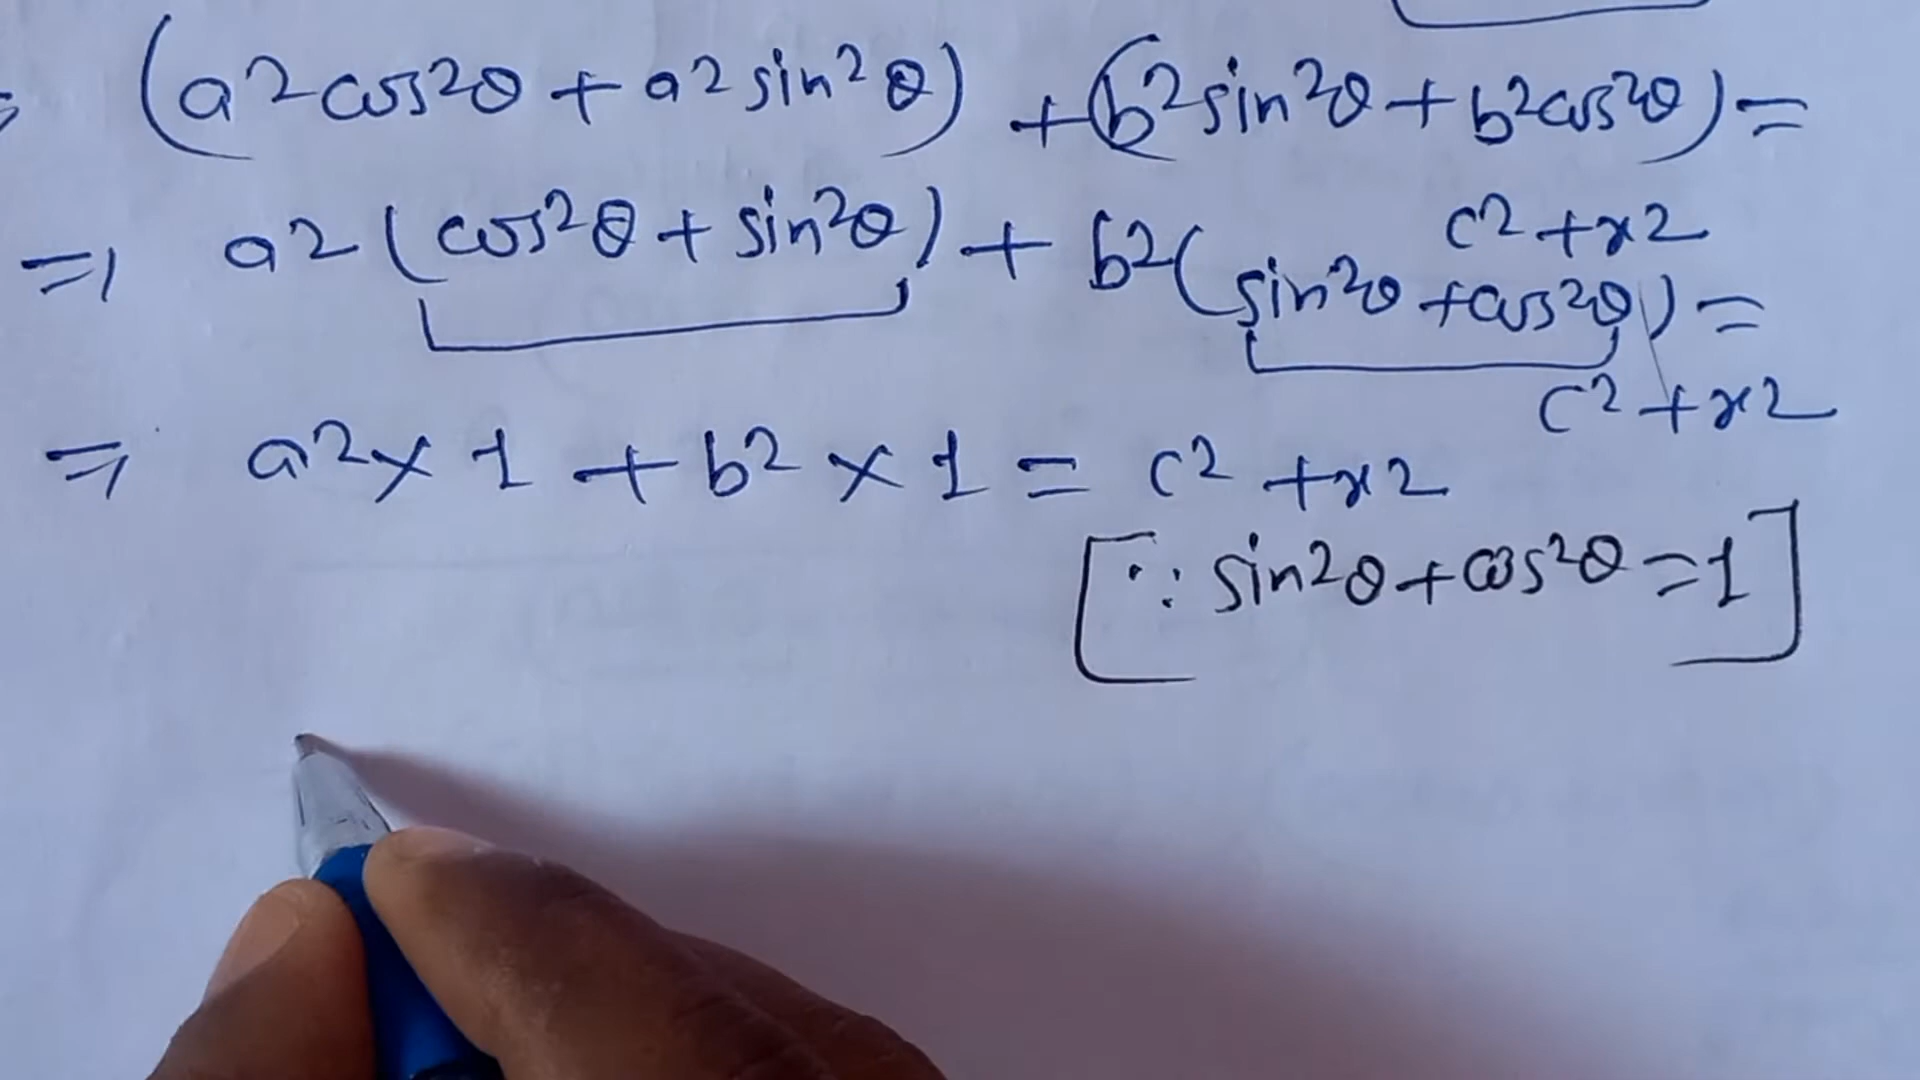 (a²cos²θ + a²sin²θ) + (b²sin²θ + b²cos²θ) =
c² + x²
⇒ a²(cos²θ + sin²θ) + b²(sin²θ + cos²θ) =
c² + x²
⇒ a² × 1 + b² × 1 = c² + x²
[∵ sin²θ + cos²θ = 1]